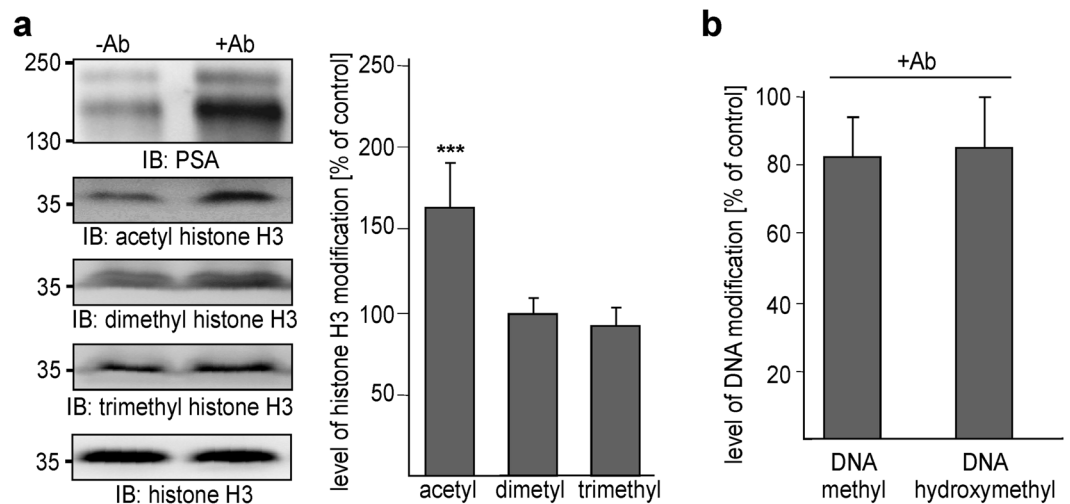 a
-Ab +Ab
250
130
IB: PSA
35
IB: acetyl histone H3
35
IB: dimethyl histone H3
35
IB: trimethyl histone H3
35
IB: histone H3
level of histone H3 modification [% of control]
250
200
150
100
50
***
acetyl dimetyl trimethyl
b
+Ab
level of DNA modification [% of control]
100
80
60
40
20
DNA methyl
DNA hydroxymethyl